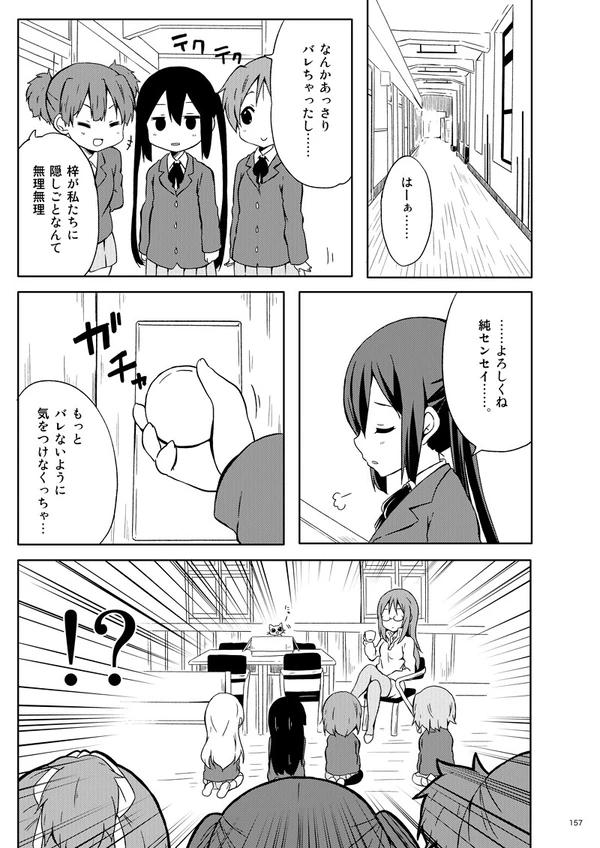 はーぁ……
なんかあっさり
バレちゃったし……
テクテク
梓が私たちに
隠しごとなんて
無理無理
……よろしくね
純センセイ……。
ガチャ
もっと
バレないように
気をつけなくっちゃ…
にゃ〜
!?
157